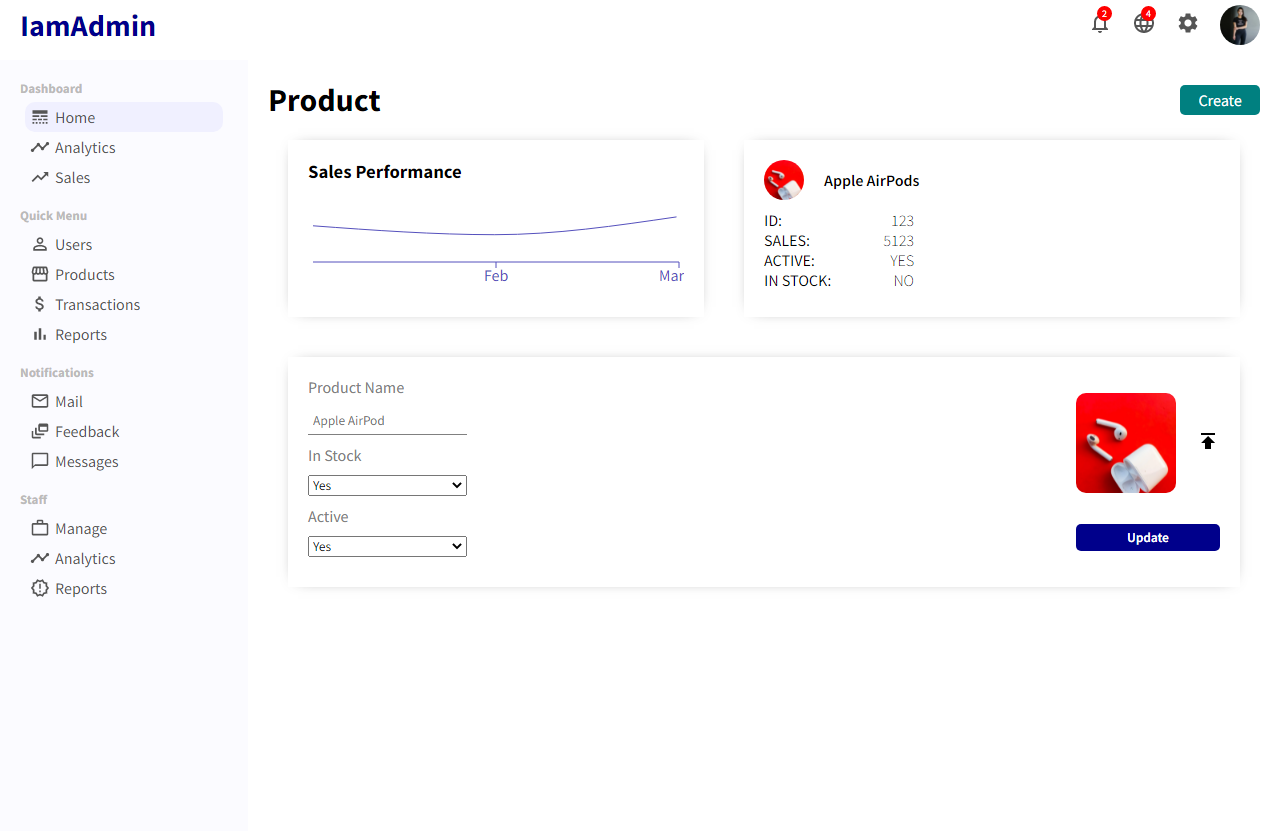 IamAdmin
2
4
Dashboard
Home
Analytics
Sales
Quick Menu
Users
Products
Transactions
Reports
Notifications
Mail
Feedback
Messages
Staff
Manage
Analytics
Reports
Product
Create
Sales Performance
Feb Mar
Apple AirPods
ID: 123
SALES: 5123
ACTIVE: YES
IN STOCK: NO
Product Name
Apple AirPod
In Stock
Yes
Active
Yes
Update